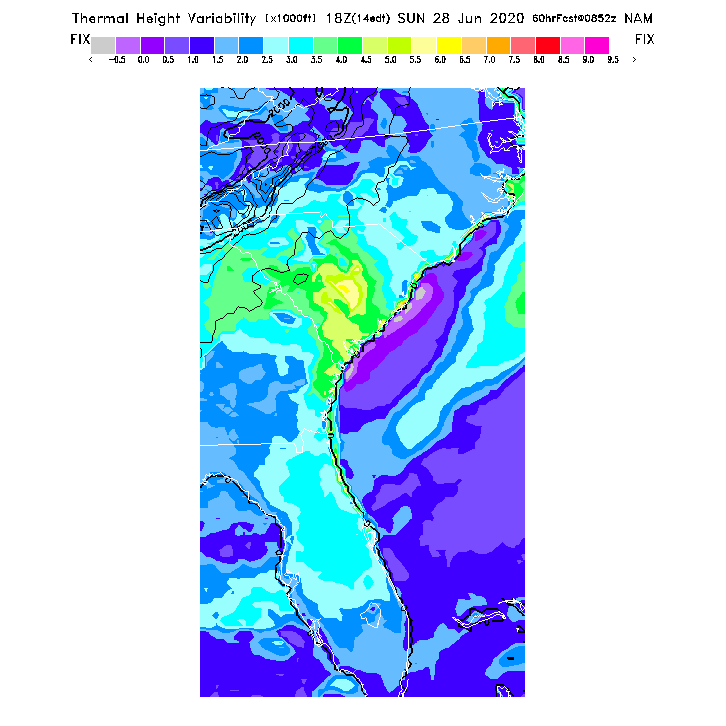 Thermal Height Variability [x1000ft] 18Z(14edt) SUN 28 Jun 2020 60hrFcst@0852z NAM
FIX FIX
< -0.5 0.0 0.5 1.0 1.5 2.0 2.5 3.0 3.5 4.0 4.5 5.0 5.5 6.0 6.5 7.0 7.5 8.0 8.5 9.0 9.5 >